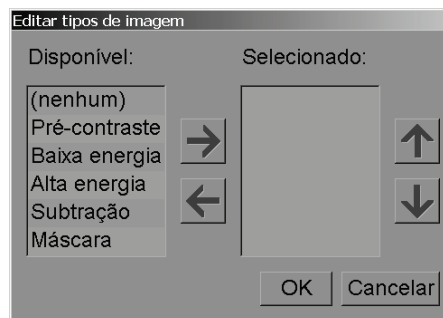 Editar tipos de imagem
Disponível:
Selecionado:
(nenhum)
Pré-contraste
Baixa energia
Alta energia
Subtração
Máscara
OK
Cancelar